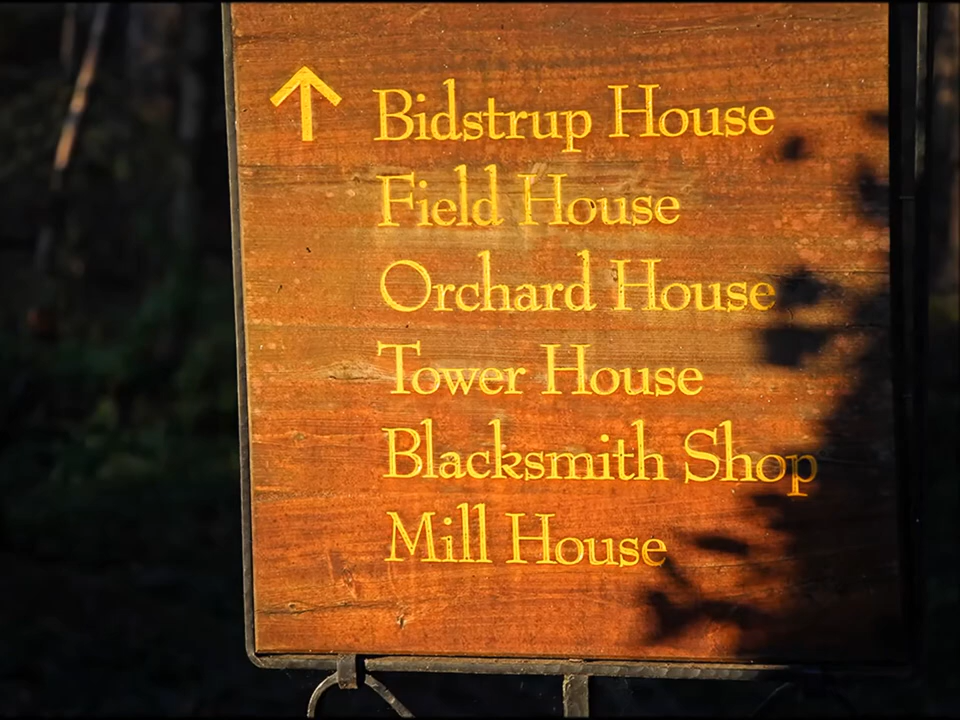 Bidstrup House
Field House
Orchard House
Tower House
Blacksmith Shop
Mill House